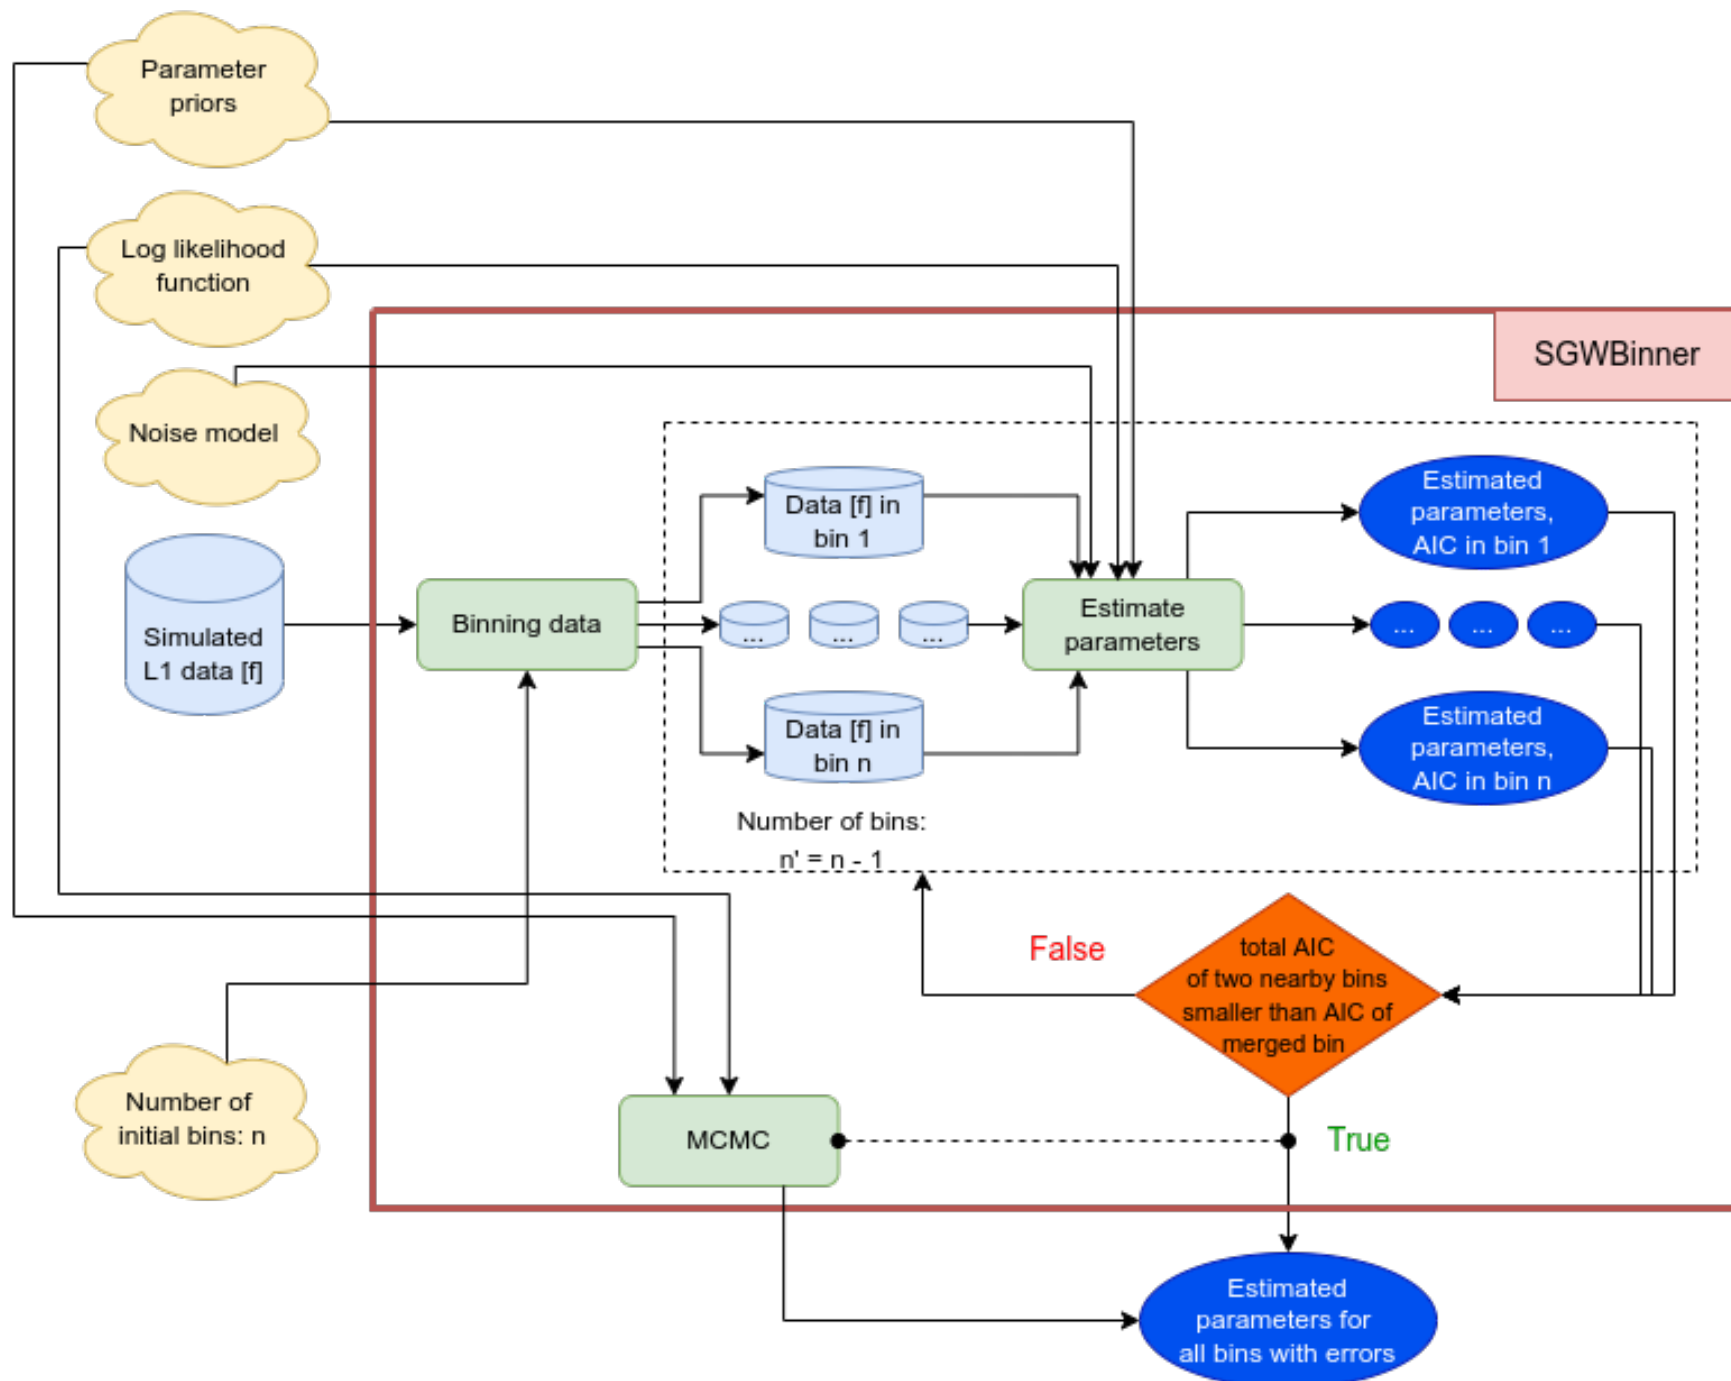 Parameter
priors
Log likelihood
function
SGWBinner
Noise model
Simulated
L1 data [f]
Binning data
Data [f] in
bin 1
...
...
...
Data [f] in
bin n
Number of bins:
n' = n - 1
Estimate
parameters
Estimated
parameters,
AIC in bin 1
...
...
...
Estimated
parameters,
AIC in bin n
False
total AIC
of two nearby bins
smaller than AIC of
merged bin
True
Number of
initial bins: n
MCMC
Estimated
parameters for
all bins with errors